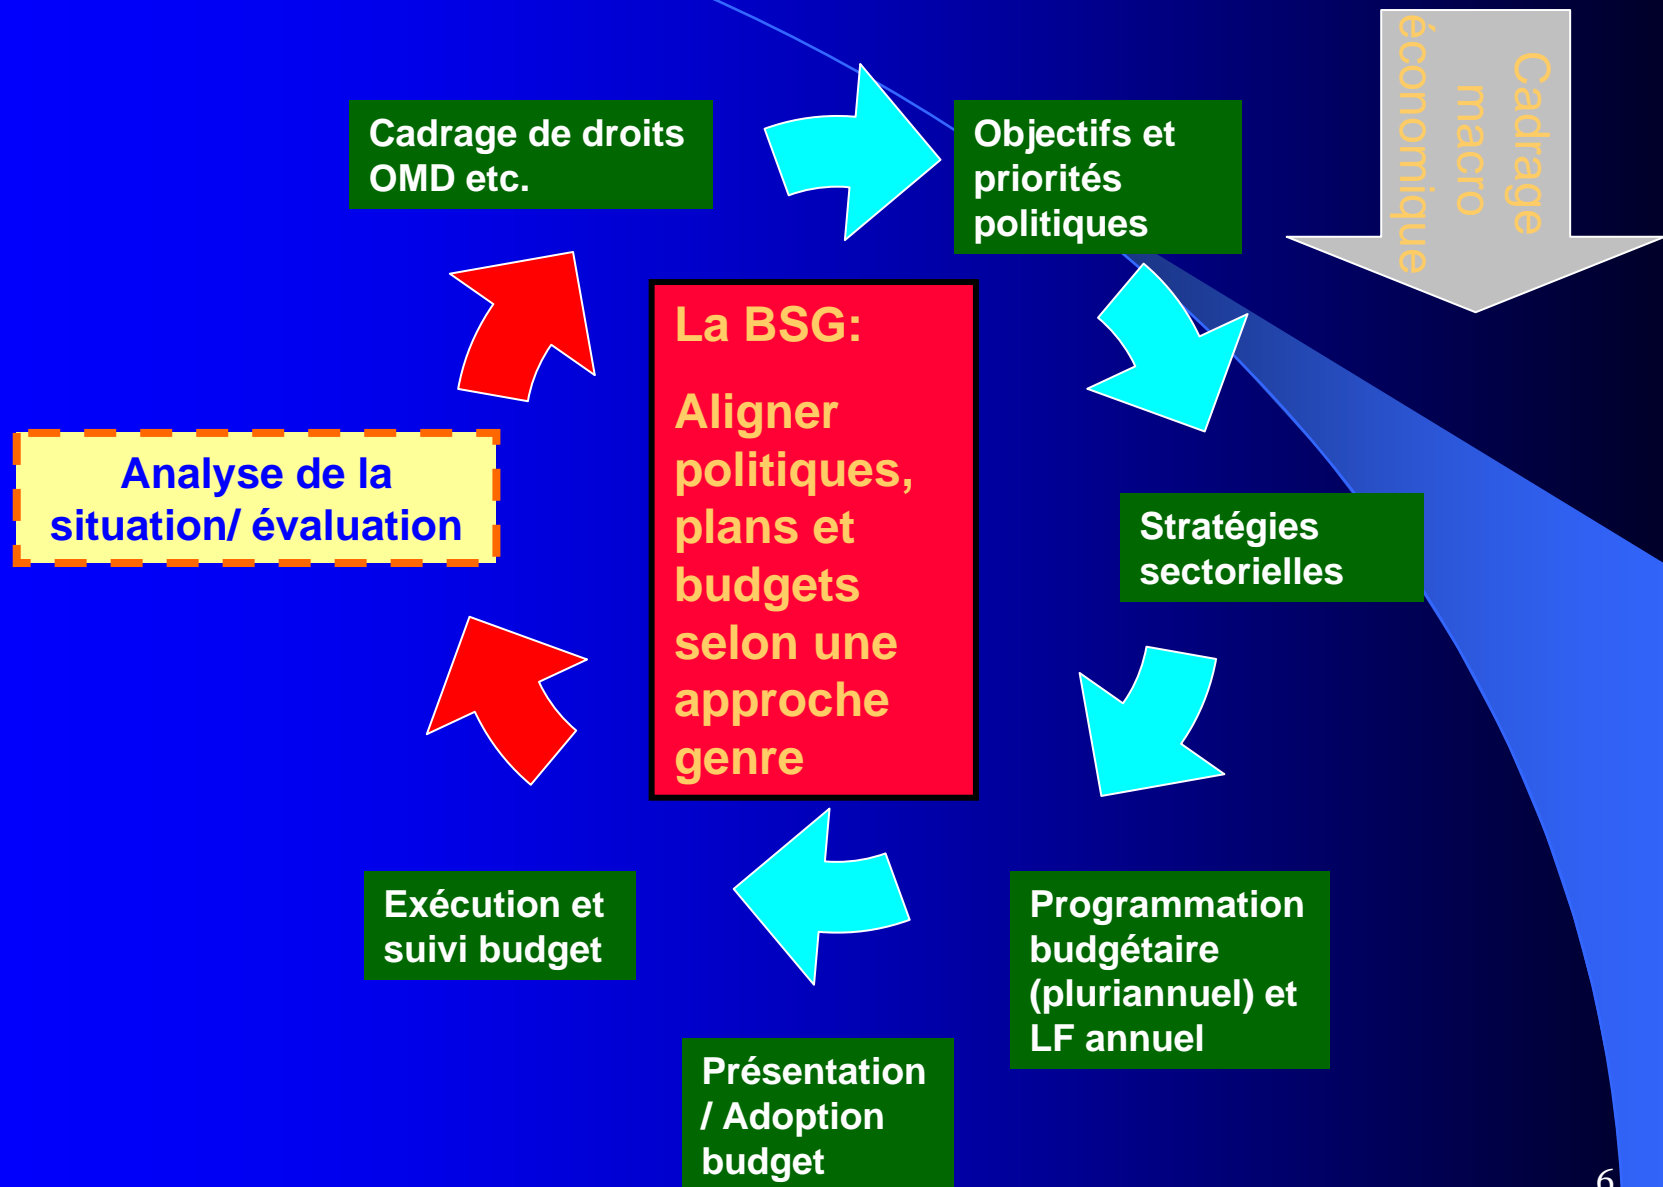 Cadrage de droits
OMD etc.
Objectifs et
priorités
politiques
Cadrage
macro
économique
La BSG:
Aligner
politiques,
plans et
budgets
selon une
approche
genre
Analyse de la
situation/ évaluation
Stratégies
sectorielles
Exécution et
suivi budget
Programmation
budgétaire
(pluriannuel) et
LF annuel
Présentation
/ Adoption
budget
6